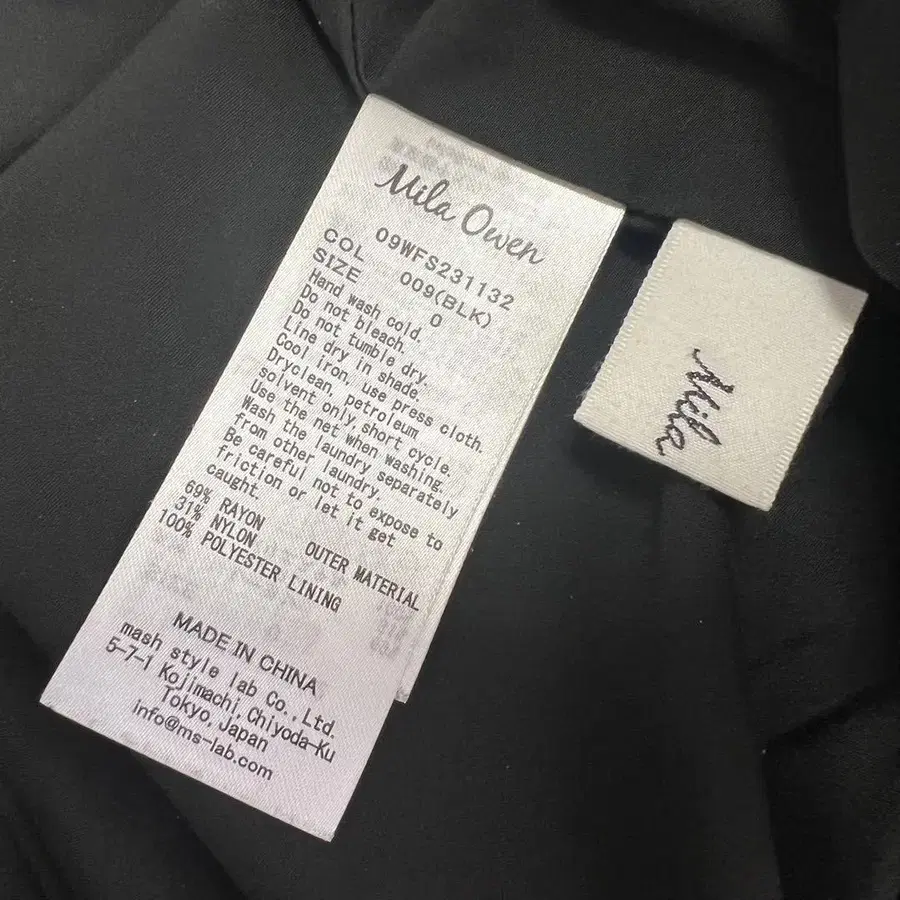 Mila Owen
09WFS231132
COL 009(BLK)
SIZE 0
Hand wash cold.
Do not bleach.
Do not tumble dry.
Line dry in shade.
Cool iron, use press cloth.
Dryclean, petroleum
solvent only short cycle.
Use the net when washing.
Wash the laundry separately
from other laundry.
Be careful not to expose to
friction or let it get
caught.
69% RAYON
31% NYLON OUTER MATERIAL
100% POLYESTER LINING
MADE IN CHINA
mash style lab Co.,Ltd.
5-7-1 Kojimachi,Chiyoda-Ku
Tokyo,Japan
info@ms-lab.com
Mila